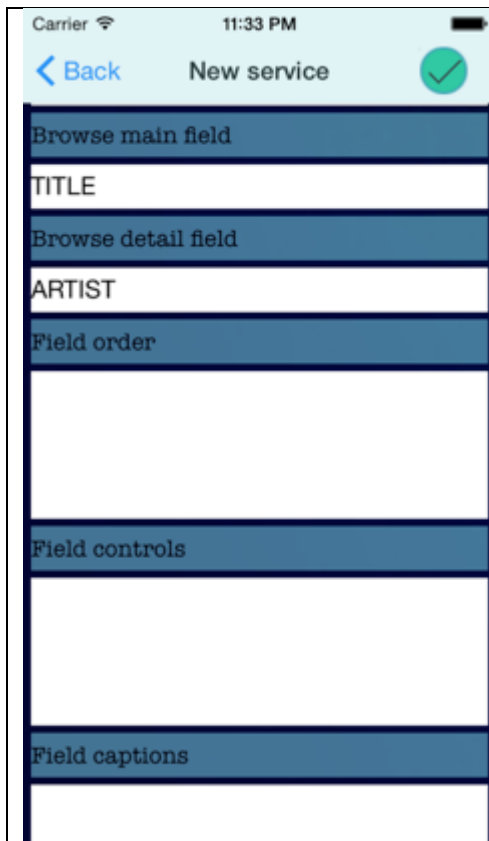 Carrier 11:33 PM
Back New service
Browse main field
TITLE
Browse detail field
ARTIST
Field order
Field controls
Field captions